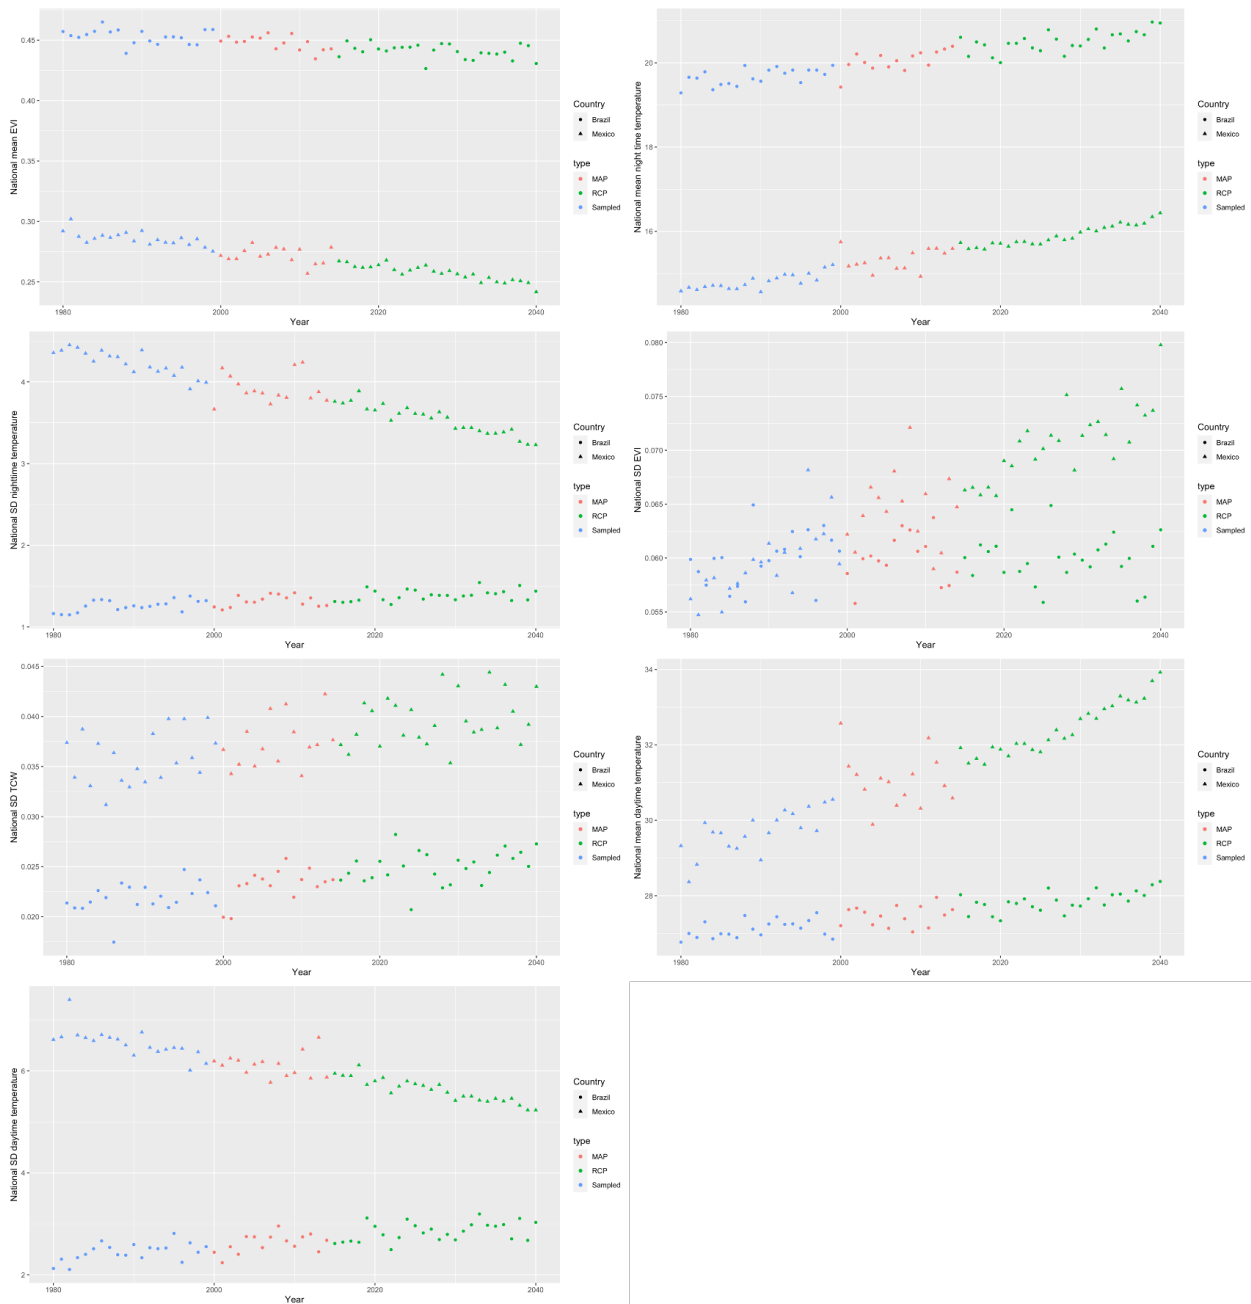 National mean EVI
0.45
0.40
0.35
0.30
0.25
1980
2000
2020
2040
Year
Country
Brazil
Mexico
type
MAP
RCP
Sampled
National mean night time temperature
20
18
16
1980
2000
2020
2040
Year
Country
Brazil
Mexico
type
MAP
RCP
Sampled
National SD nighttime temperature
4
3
2
1
1980
2000
2020
2040
Year
Country
Brazil
Mexico
type
MAP
RCP
Sampled
National SD EVI
0.080
0.075
0.070
0.065
0.060
0.055
1980
2000
2020
2040
Year
Country
Brazil
Mexico
type
MAP
RCP
Sampled
National SD TCW
0.045
0.040
0.035
0.030
0.025
0.020
1980
2000
2020
2040
Year
Country
Brazil
Mexico
type
MAP
RCP
Sampled
National mean daytime temperature
34
32
30
28
1980
2000
2020
2040
Year
Country
Brazil
Mexico
type
MAP
RCP
Sampled
National SD daytime temperature
6
4
2
1980
2000
2020
2040
Year
Country
Brazil
Mexico
type
MAP
RCP
Sampled